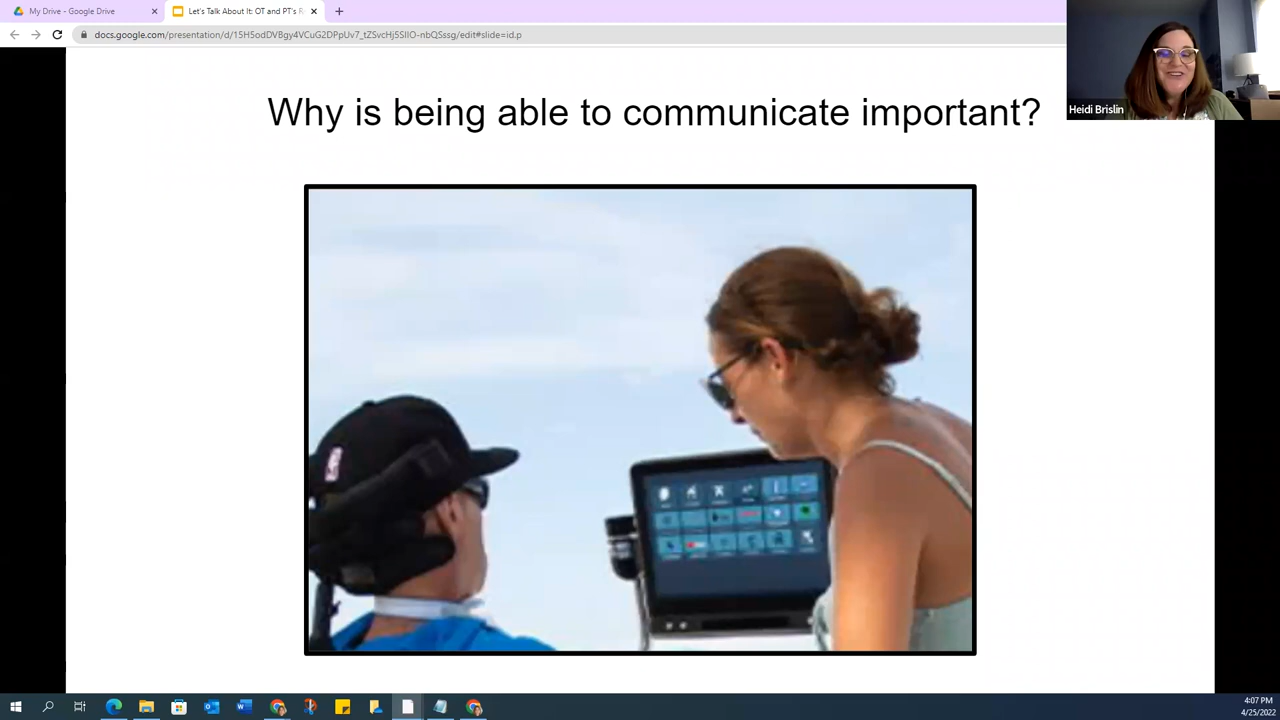 My Drive - Google Drive
Let's Talk About It: OT and PT's R
docs.google.com/presentation/d/15H5odDVBgy4VCuG2DPpUv7_tZSvcHj5SlIO-nbQSssg/edit#slide=id.p
Heidi Brislin
Why is being able to communicate important?
4:07 PM
4/25/2022